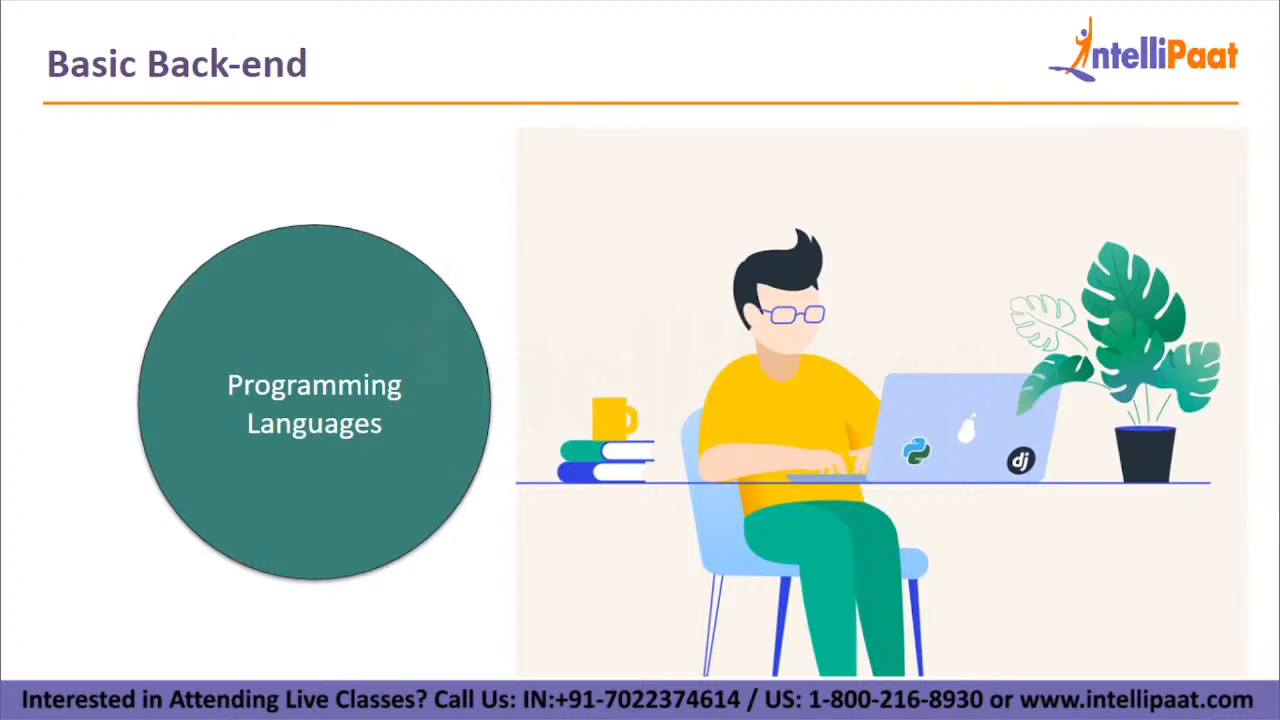 Basic Back-end
IntelliPaat
Programming
Languages
dj
Interested in Attending Live Classes? Call Us: IN:+91-7022374614 / US: 1-800-216-8930 or www.intellipaat.com